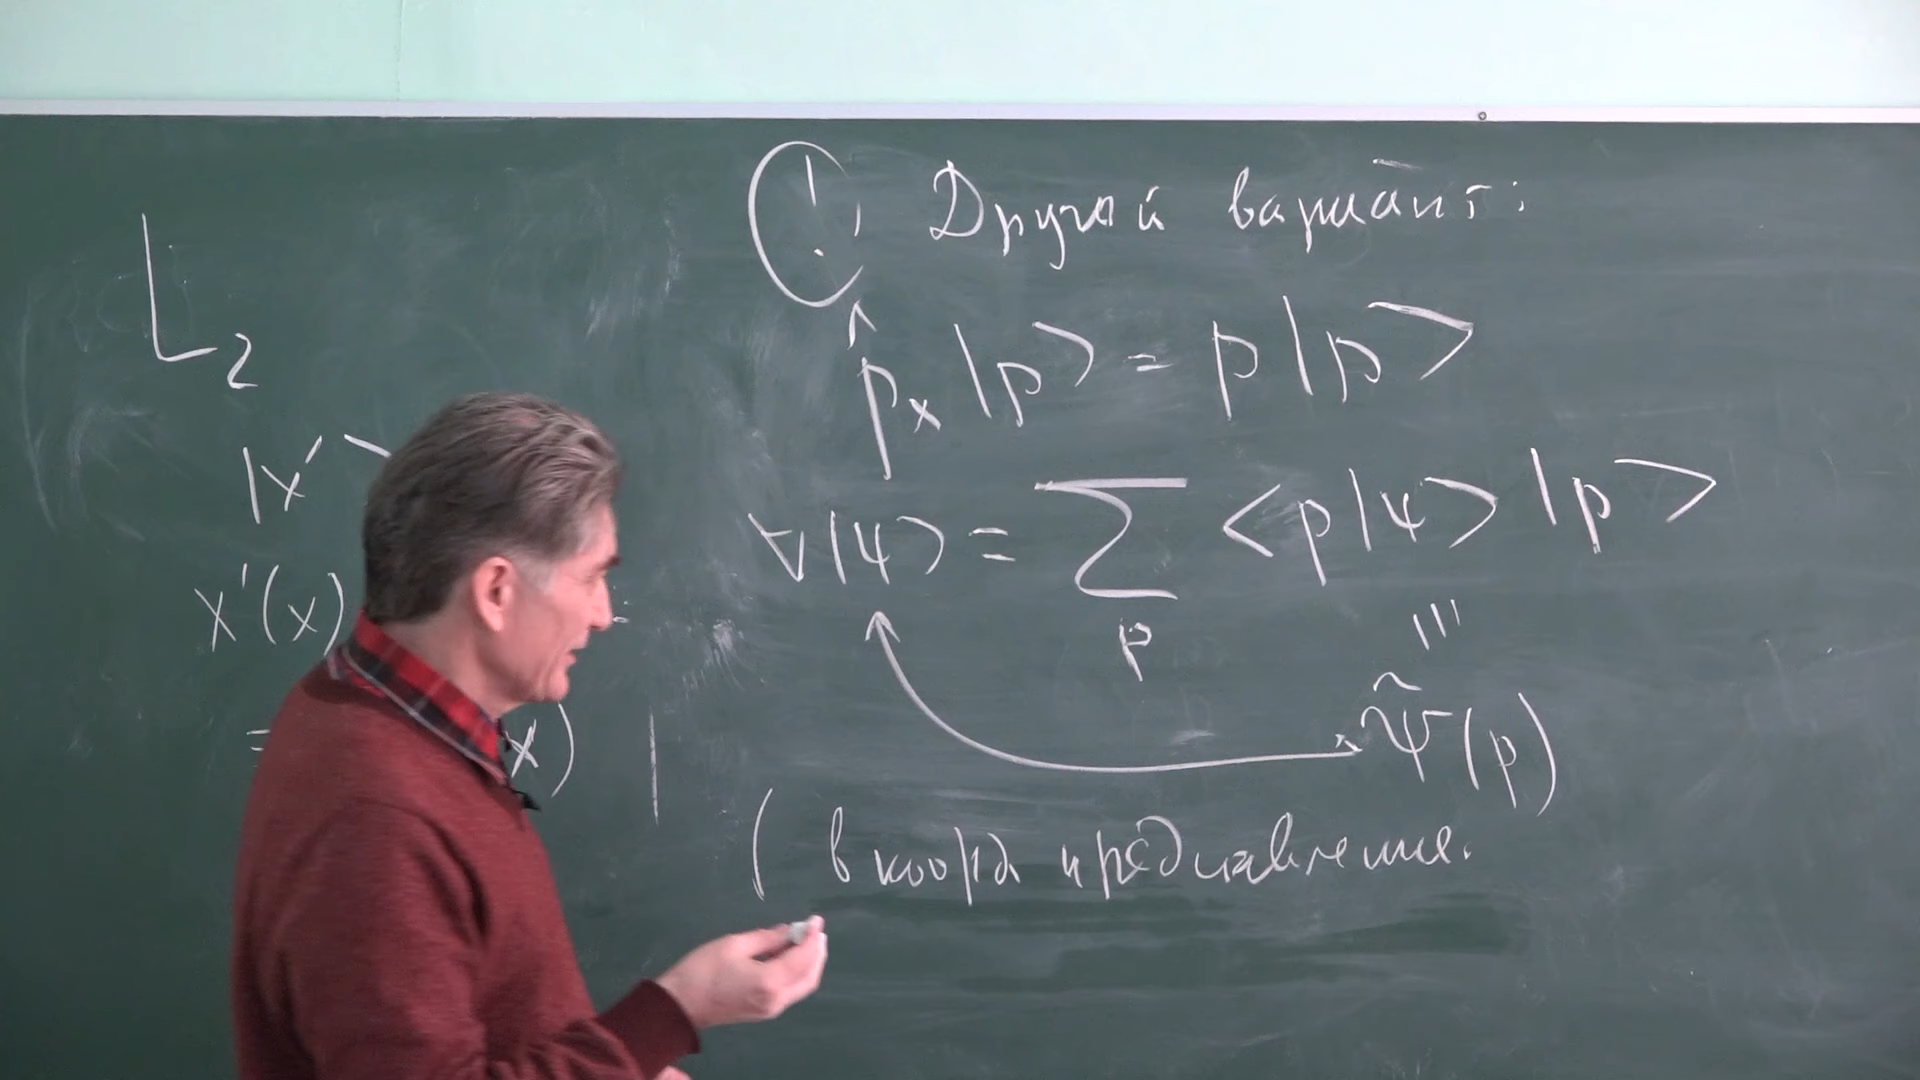 L₂
|x'⟩
x'(x) =
= x) |
(!) Другой вариант:
p̂ₓ|p⟩ = p|p⟩
∀|ψ⟩ = ∑ₚ ⟨p|ψ⟩ |p⟩
|||
ψ̃(p)
( в коорд представлении.